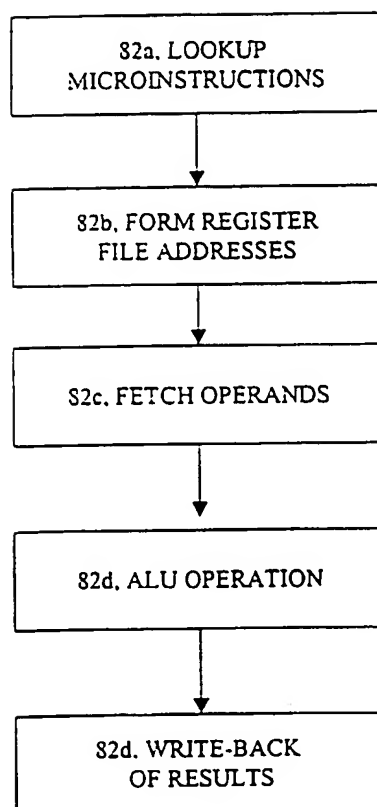 82a. LOOKUP
MICROINSTRUCTIONS
82b. FORM REGISTER
FILE ADDRESSES
82c. FETCH OPERANDS
82d. ALU OPERATION
82d. WRITE-BACK
OF RESULTS